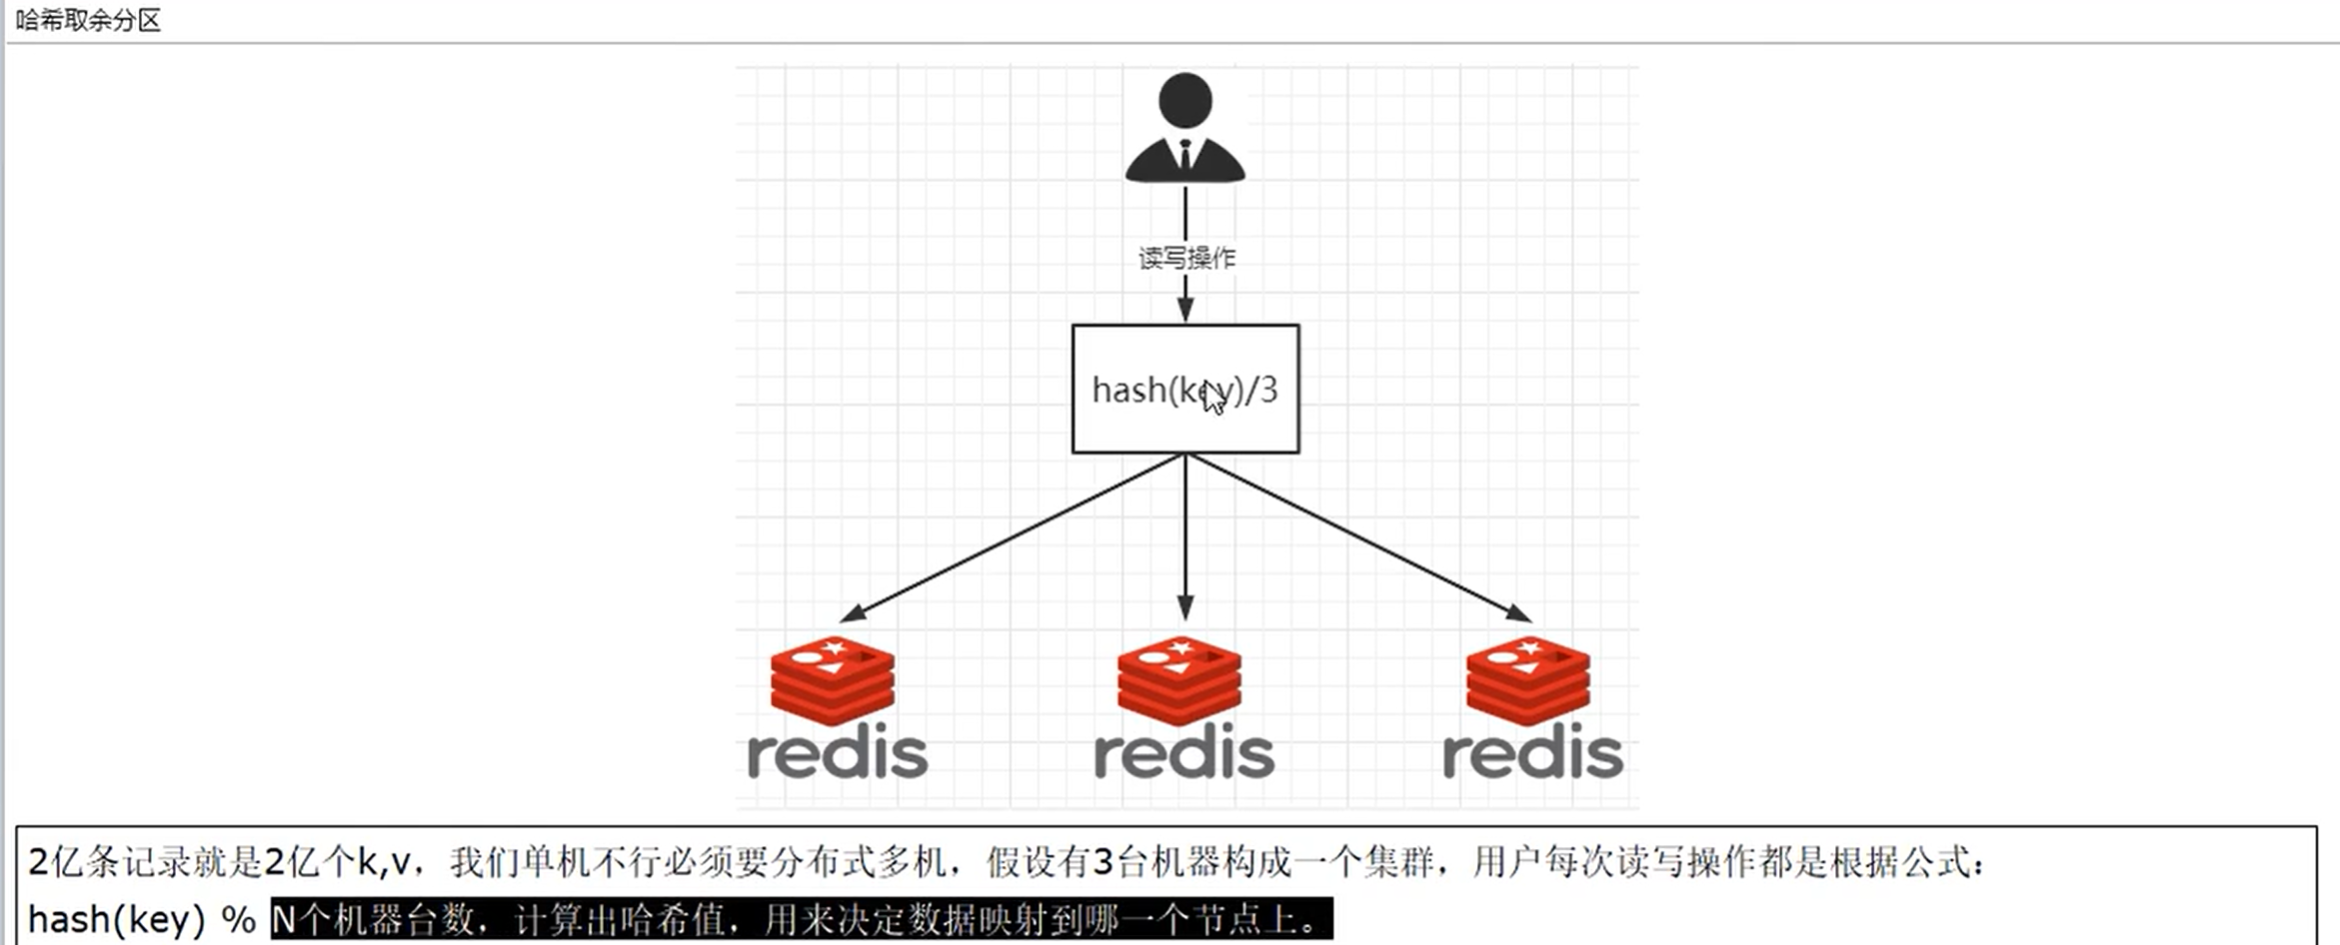 哈希取余分区
读写操作
hash(key)/3
redis redis redis
2亿条记录就是2亿个k,v，我们单机不行必须要分布式多机，假设有3台机器构成一个集群，用户每次读写操作都是根据公式：
hash(key) % N个机器台数，计算出哈希值，用来决定数据映射到哪一个节点上。